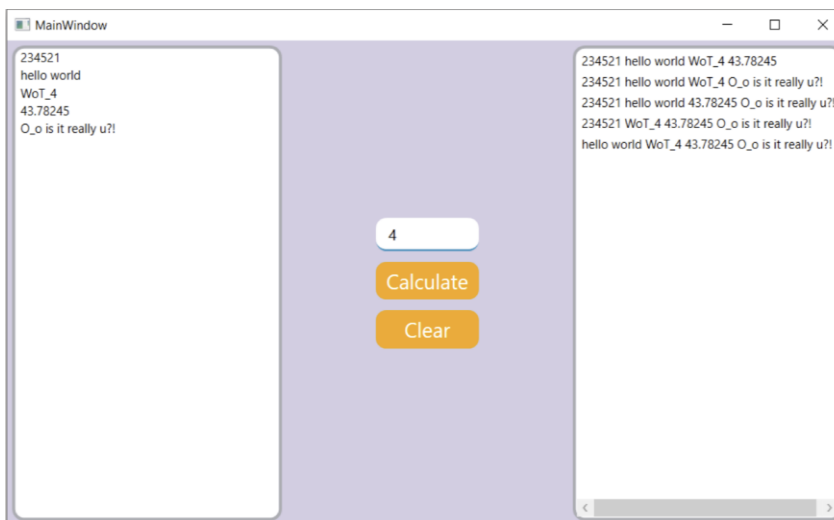 MainWindow
234521
hello world
WoT_4
43.78245
O_o is it really u?!
4
Calculate
Clear
234521 hello world WoT_4 43.78245
234521 hello world WoT_4 O_o is it really u?!
234521 hello world 43.78245 O_o is it really u?!
234521 WoT_4 43.78245 O_o is it really u?!
hello world WoT_4 43.78245 O_o is it really u?!